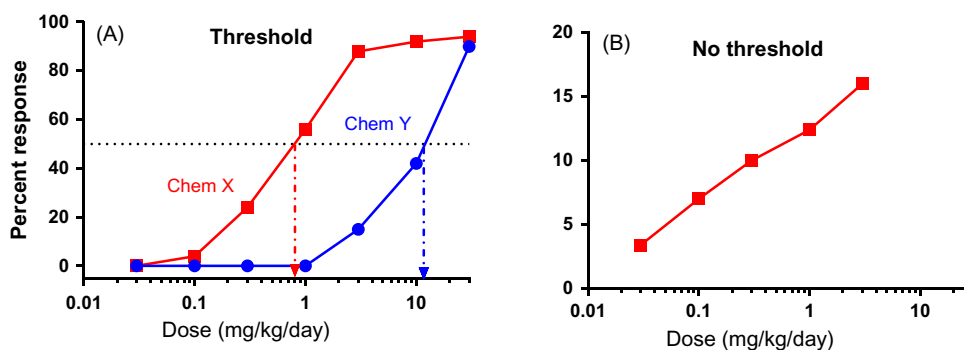 (A)
Threshold
100
80
60
40
20
0
Percent response
Chem X
Chem Y
0.01
0.1
1
10
Dose (mg/kg/day)
(B)
No threshold
20
15
10
5
0
0.01
0.1
1
10
Dose (mg/kg/day)